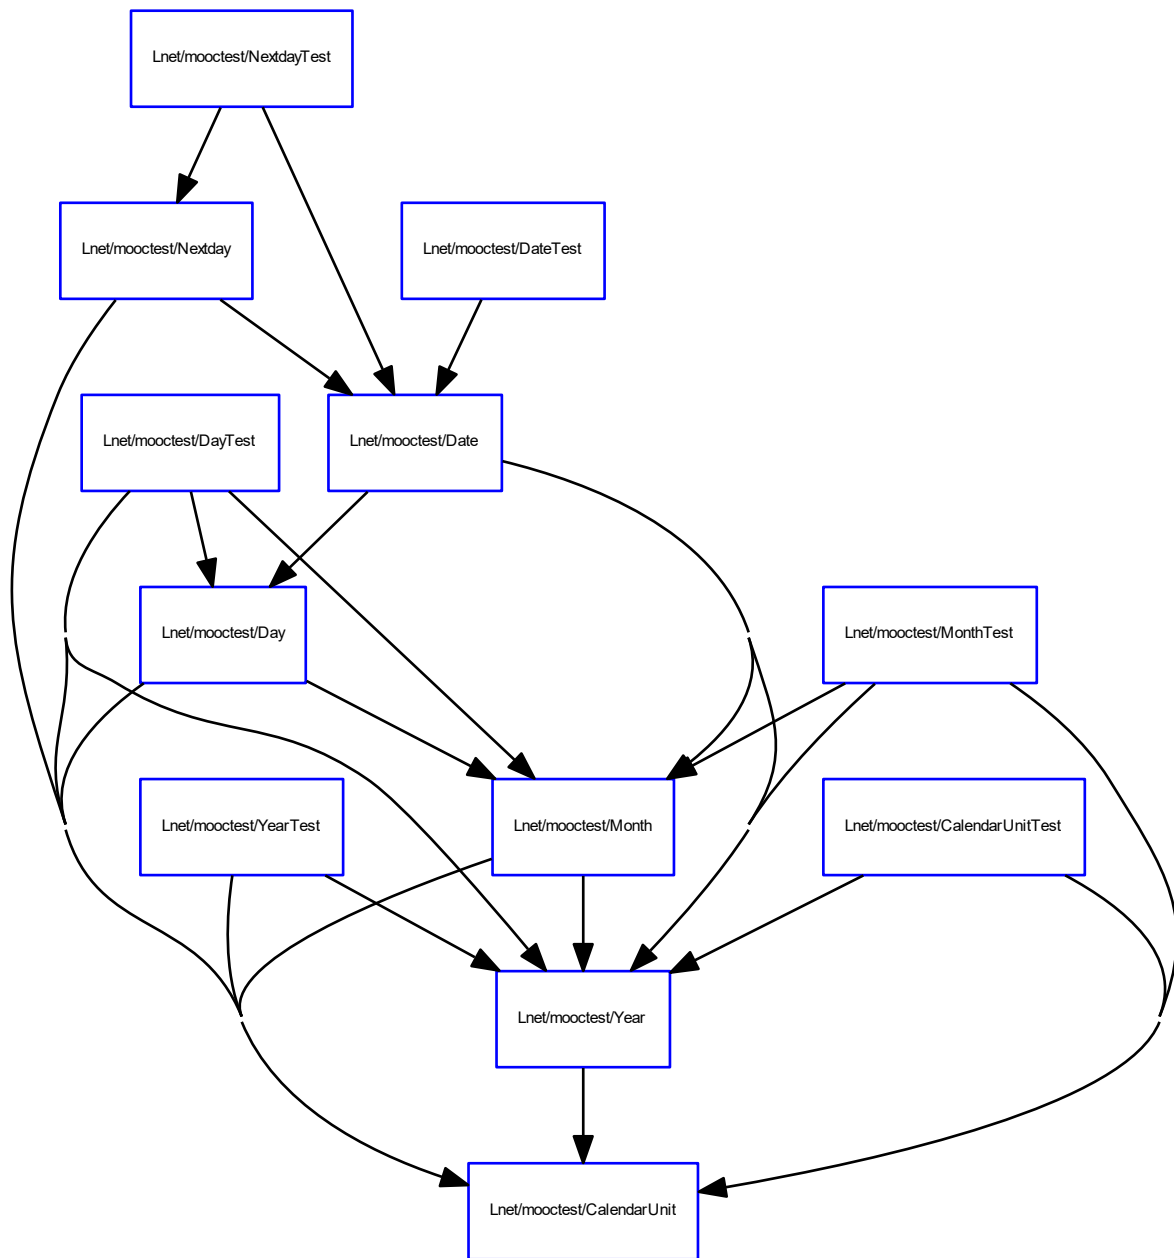 Lnet/mooctest/NextdayTest
Lnet/mooctest/Nextday
Lnet/mooctest/DateTest
Lnet/mooctest/DayTest
Lnet/mooctest/Date
Lnet/mooctest/Day
Lnet/mooctest/MonthTest
Lnet/mooctest/YearTest
Lnet/mooctest/Month
Lnet/mooctest/CalendarUnitTest
Lnet/mooctest/Year
Lnet/mooctest/CalendarUnit